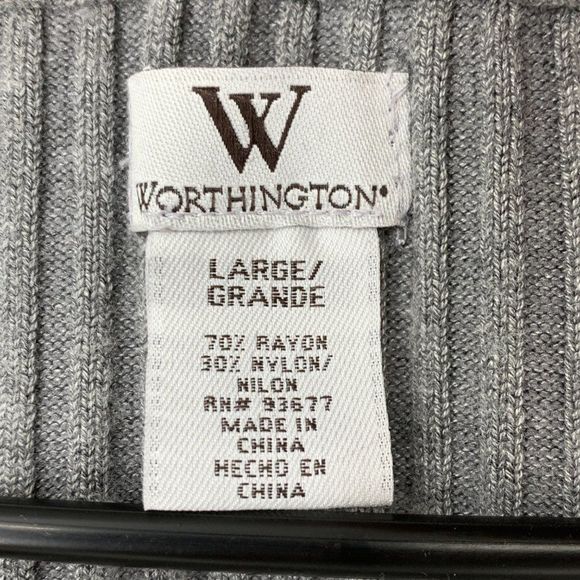 W
WORTHINGTON®
LARGE/
GRANDE
70% RAYON
30% NYLON/
NILON
RN# 93677
MADE IN
CHINA
HECHO EN
CHINA